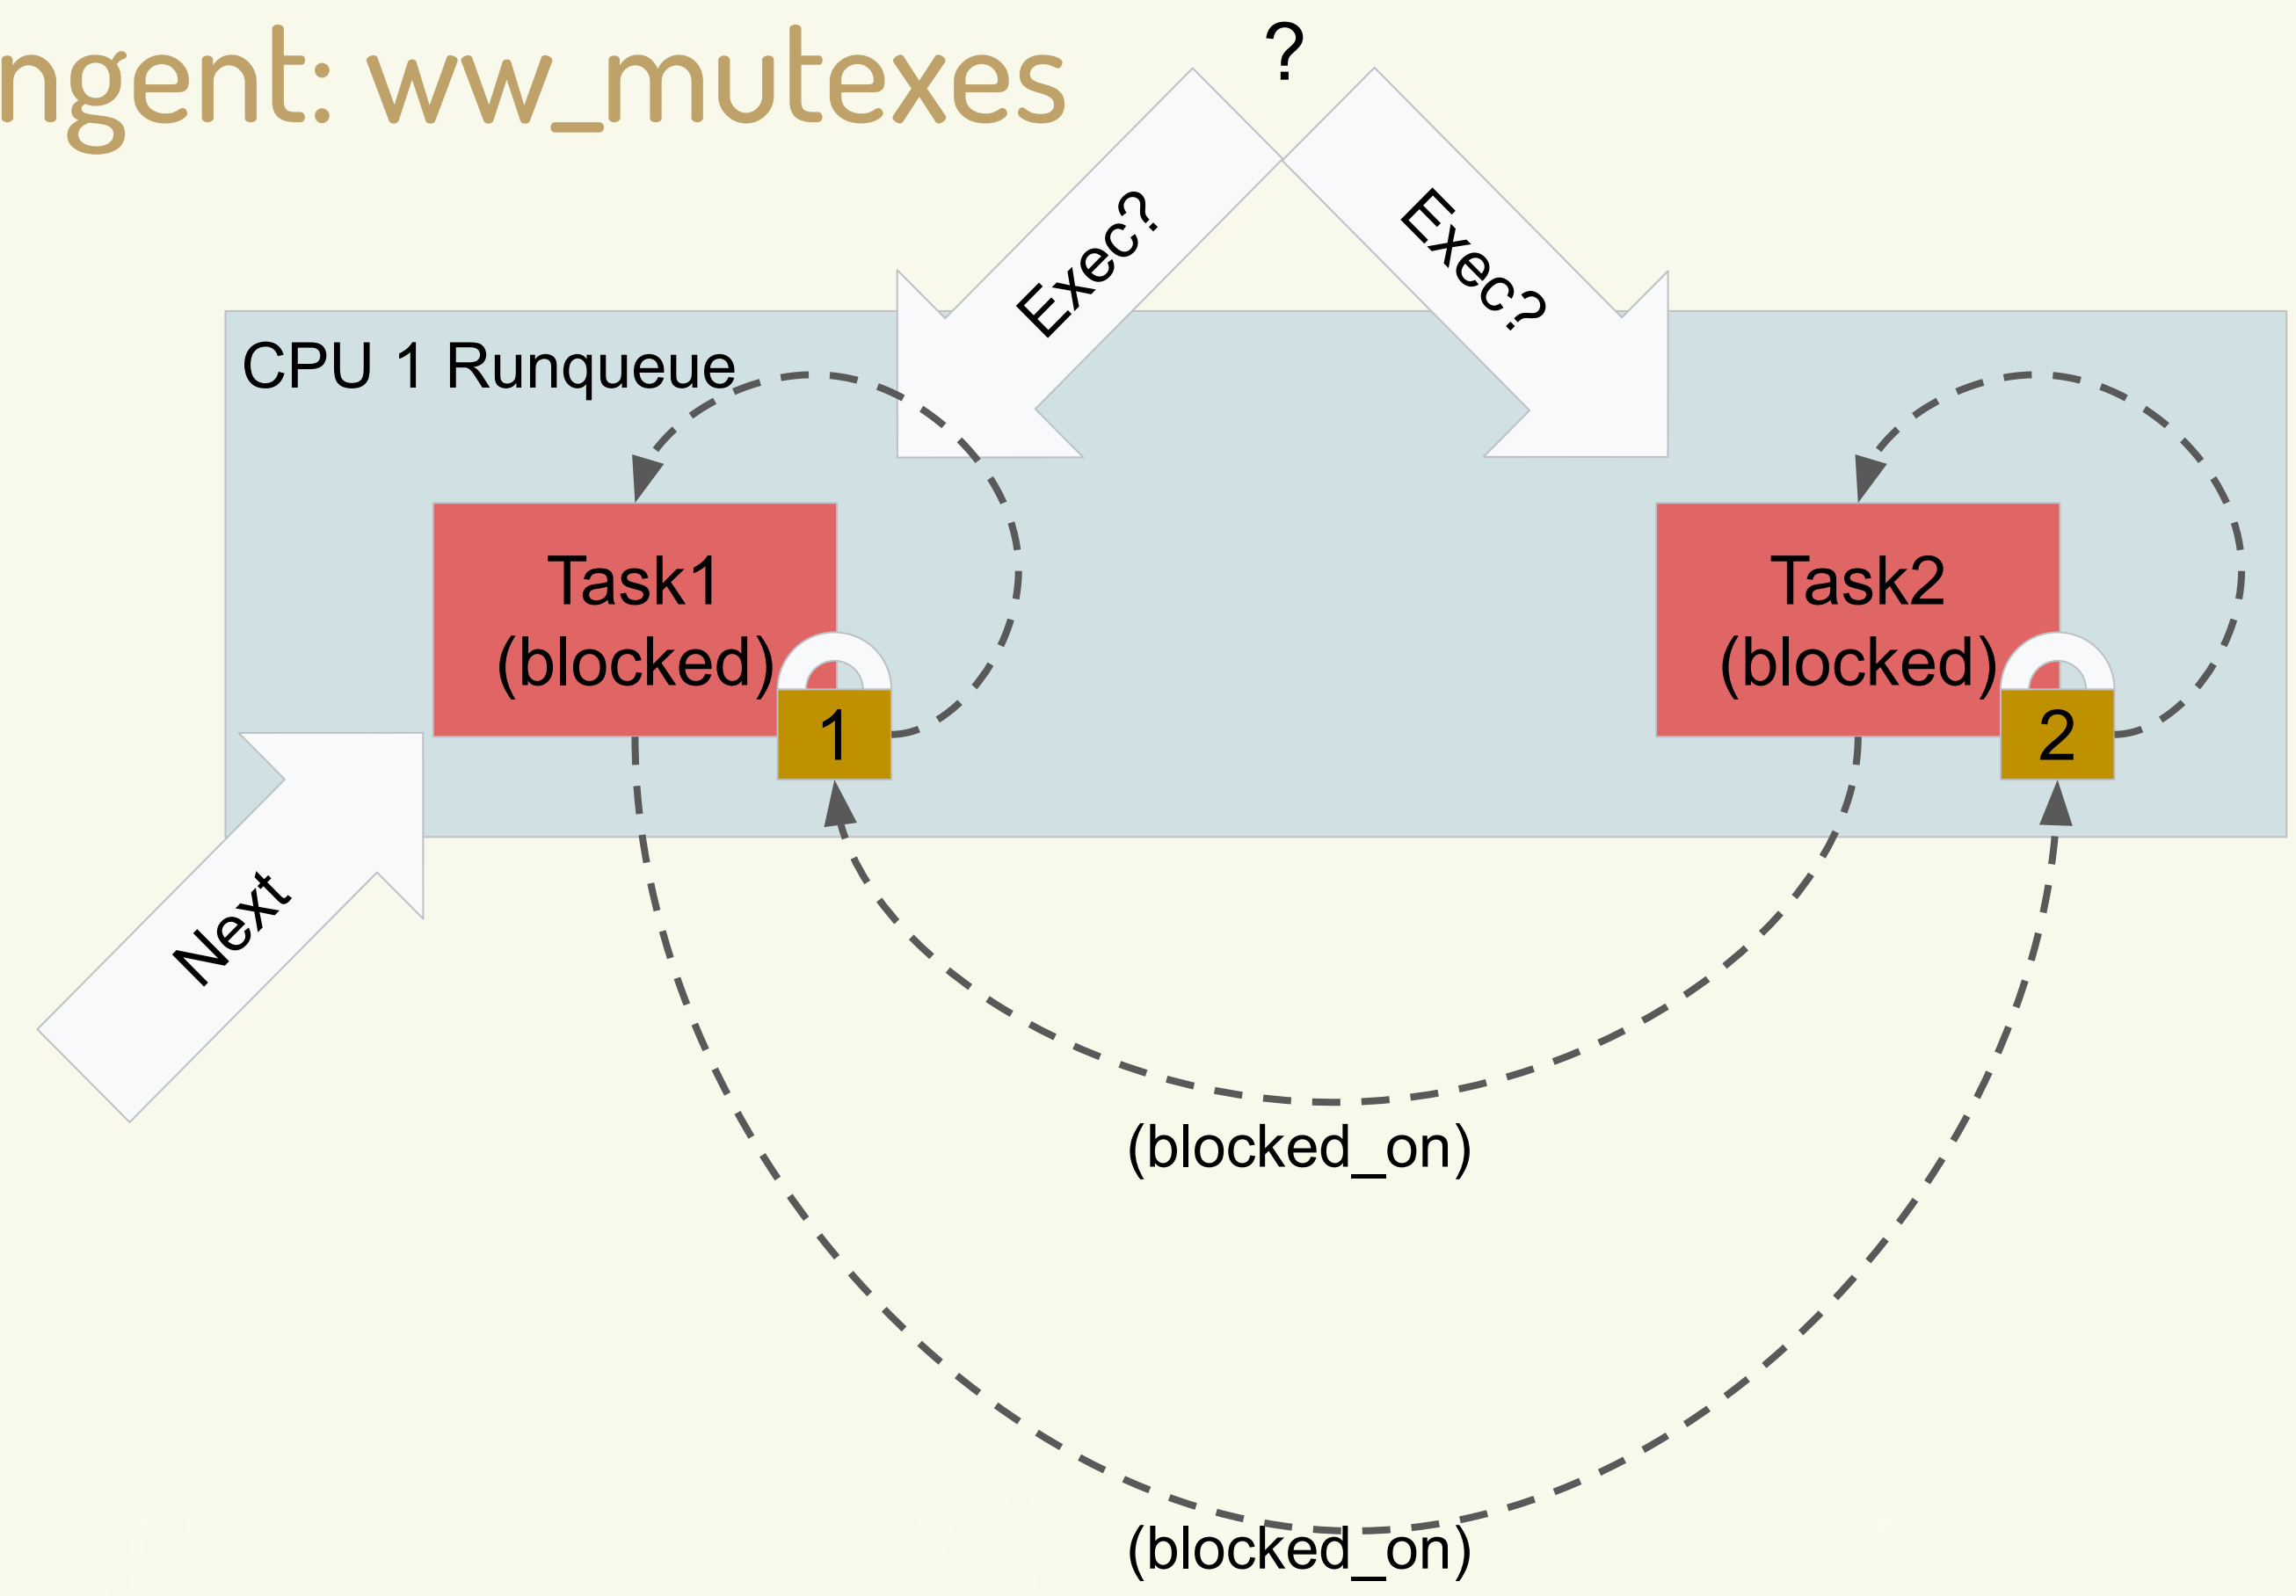 ngent: ww_mutexes
?
Exec?
Exec?
CPU 1 Runqueue
Task1
(blocked)
1
Task2
(blocked)
2
Next
(blocked_on)
(blocked_on)